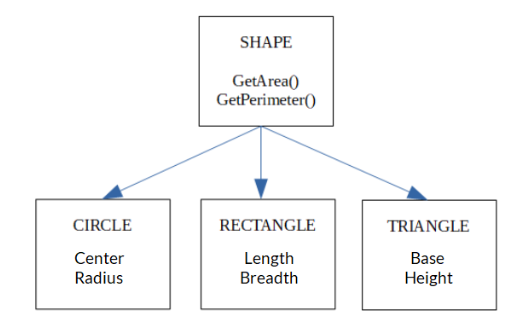 SHAPE
GetArea()
GetPerimeter()
CIRCLE
Center
Radius
RECTANGLE
Length
Breadth
TRIANGLE
Base
Height